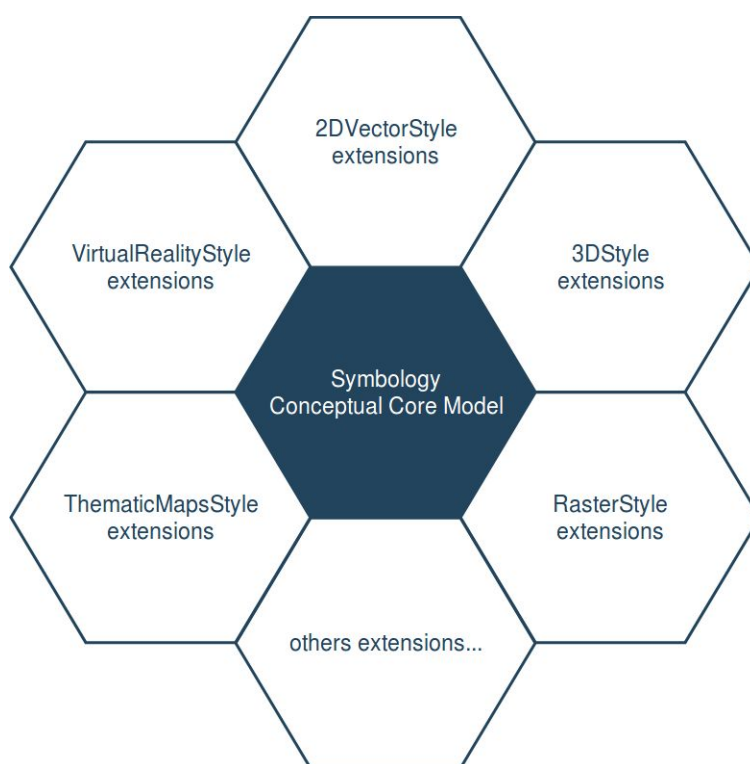 2DVectorStyle
extensions
VirtualRealityStyle
extensions
3DStyle
extensions
Symbology
Conceptual Core Model
ThematicMapsStyle
extensions
RasterStyle
extensions
others extensions...